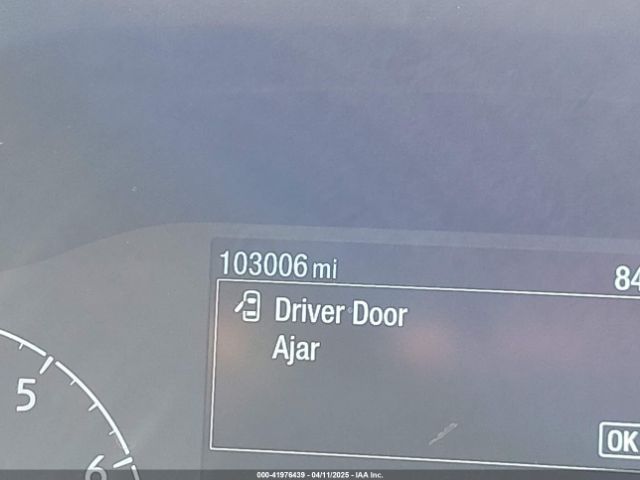 103006 mi
84
Driver Door
Ajar
5
OK
6
000-41976439 - 04/11/2025 - IAA Inc.